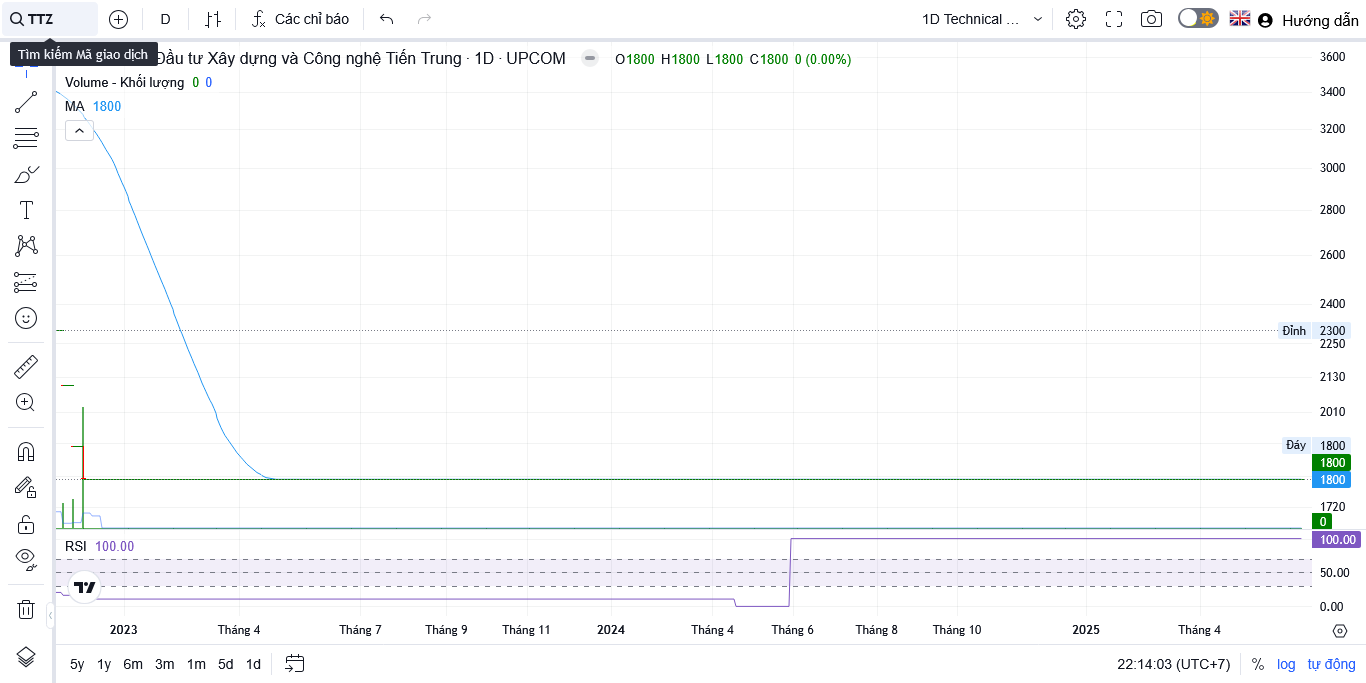 TTZ D Các chỉ báo 1D Technical ... Hướng dẫn
Tìm kiếm Mã giao dịch
Đầu tư Xây dựng và Công nghệ Tiến Trung · 1D · UPCOM O1800 H1800 L1800 C1800 0 (0.00%)
Volume - Khối lượng 0 0
MA 1800
3600
3400
3200
3000
2800
2600
2400
Đỉnh 2300
2250
2130
2010
Đáy 1800
1800
1800
1720
0
RSI 100.00
100.00
50.00
0.00
2023 Tháng 4 Tháng 7 Tháng 9 Tháng 11 2024 Tháng 4 Tháng 6 Tháng 8 Tháng 10 2025 Tháng 4
5y 1y 6m 3m 1m 5d 1d 22:14:03 (UTC+7) % log tự động